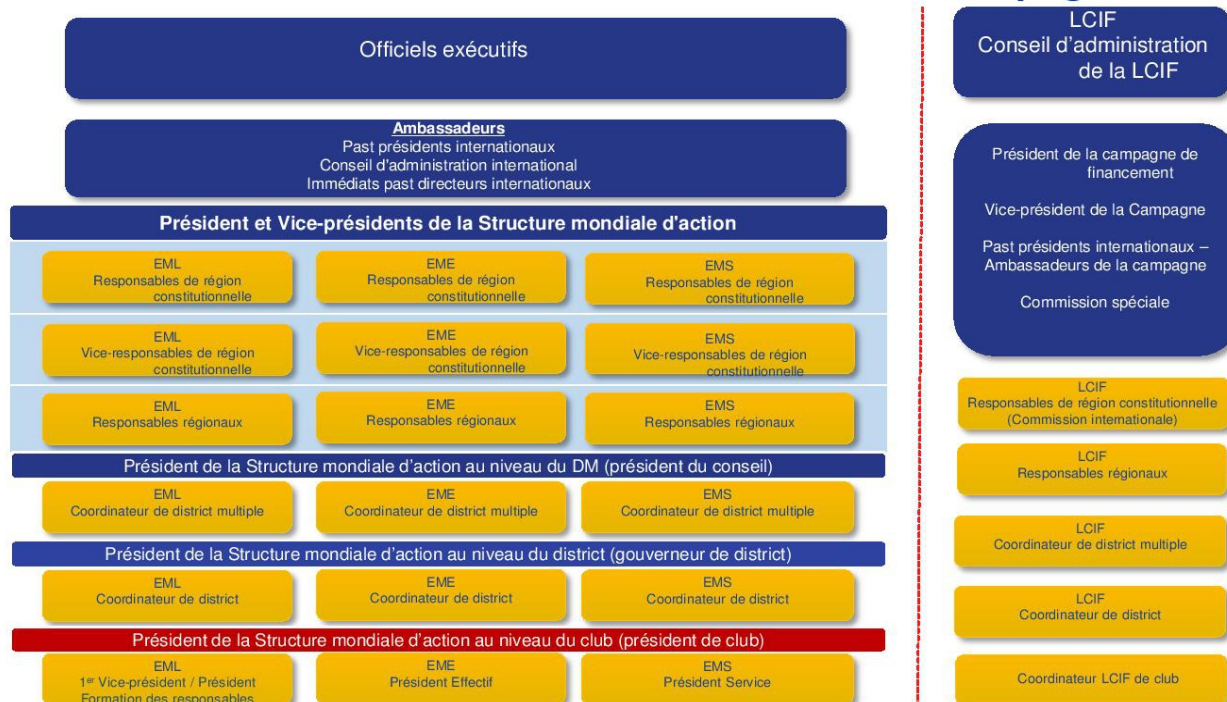 Officiels exécutifs
Ambassadeurs
Past présidents internationaux
Conseil d'administration international
Immédiats past directeurs internationaux
Président et Vice-présidents de la Structure mondiale d'action
EML
Responsables de région
constitutionnelle
EME
Responsables de région
constitutionnelle
EMS
Responsables de région
constitutionnelle
EML
Vice-responsables de région
constitutionnelle
EME
Vice-responsables de région
constitutionnelle
EMS
Vice-responsables de région
constitutionnelle
EML
Responsables régionaux
EME
Responsables régionaux
EMS
Responsables régionaux
Président de la Structure mondiale d'action au niveau du DM (président du conseil)
EML
Coordinateur de district multiple
EME
Coordinateur de district multiple
EMS
Coordinateur de district multiple
Président de la Structure mondiale d'action au niveau du district (gouverneur de district)
EML
Coordinateur de district
EME
Coordinateur de district
EMS
Coordinateur de district
Président de la Structure mondiale d'action au niveau du club (président de club)
EML
1er Vice-président / Président
Formation des responsables
EME
Président Effectif
EMS
Président Service
LCIF
Conseil d'administration
de la LCIF
Président de la campagne de
financement
Vice-président de la Campagne
Past présidents internationaux –
Ambassadeurs de la campagne
Commission spéciale
LCIF
Responsables de région constitutionnelle
(Commission internationale)
LCIF
Responsables régionaux
LCIF
Coordinateur de district multiple
LCIF
Coordinateur de district
Coordinateur LCIF de club